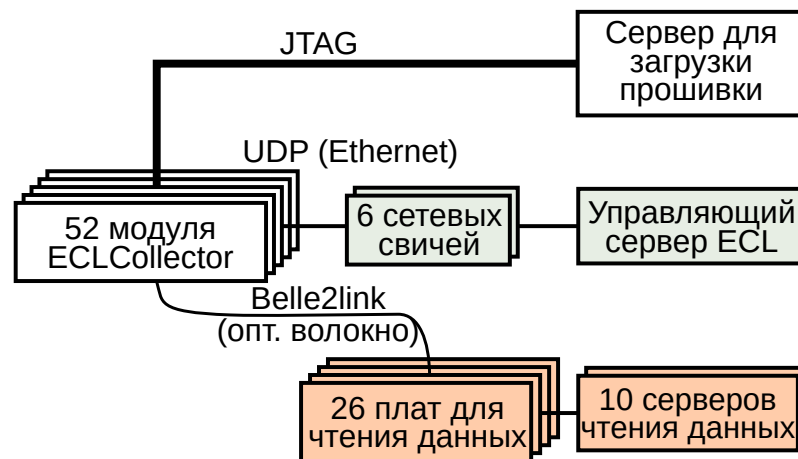 JTAG
Сервер для
загрузки
прошивки
UDP (Ethernet)
52 модуля
ECLCollector
6 сетевых
свичей
Управляющий
сервер ECL
Belle2link
(опт. волокно)
26 плат для
чтения данных
10 серверов
чтения данных